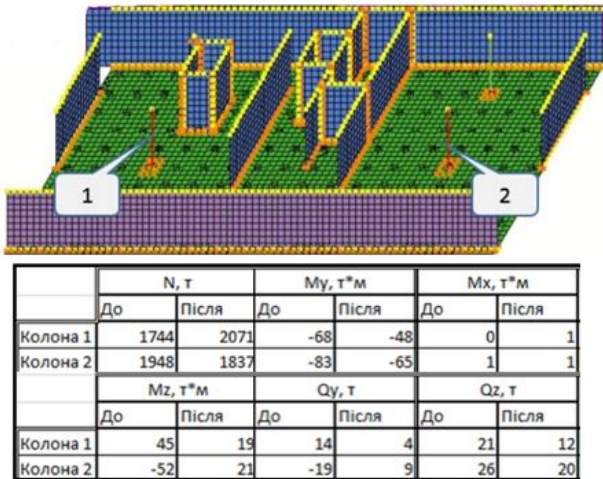 1
2
N, т My, т*м Mx, т*м
До Після До Після До Після
Колона 1 1744 2071 -68 -48 0 1
Колона 2 1948 1837 -83 -65 1 1
Mz, т*м Qy, т Qz, т
До Після До Після До Після
Колона 1 45 19 14 4 21 12
Колона 2 -52 21 -19 9 26 20